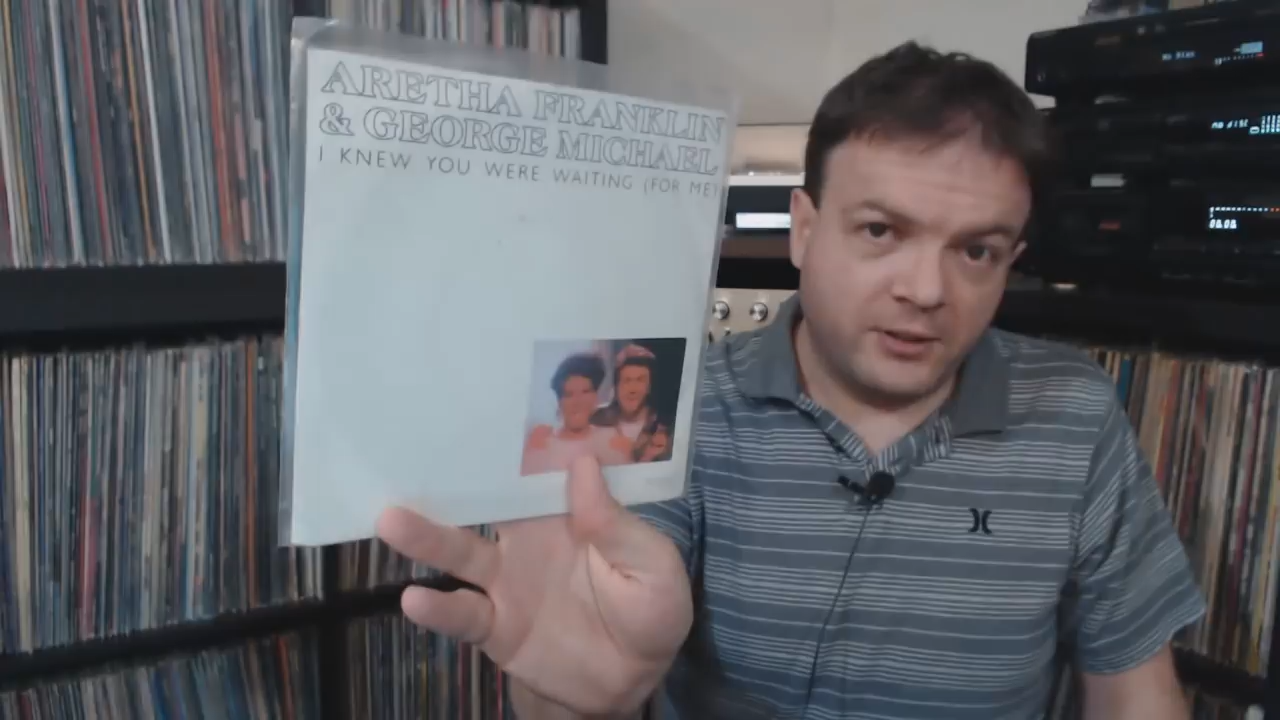 ARETHA FRANKLIN
& GEORGE MICHAEL
I KNEW YOU WERE WAITING (FOR ME)